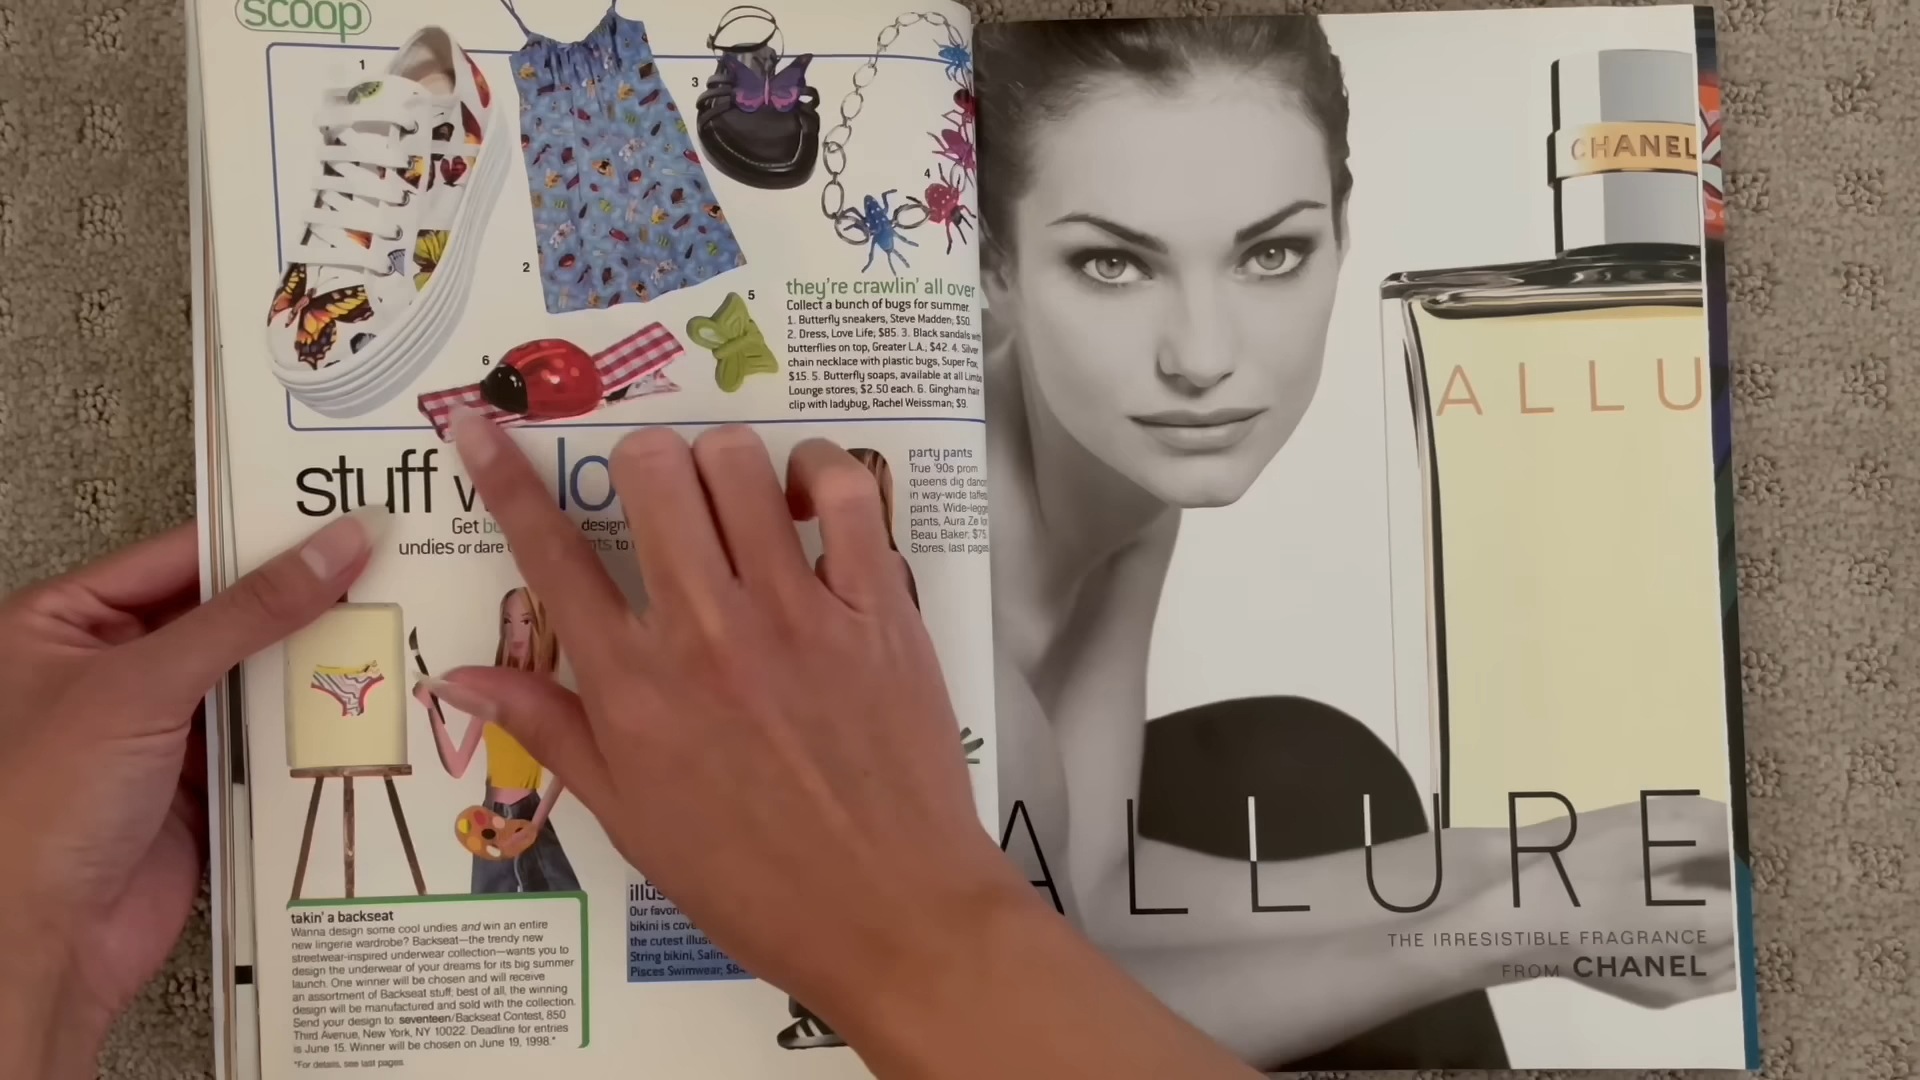 scoop
1
2
3
4
5
6
they're crawlin' all over
Collect a bunch of bugs for summer.
1. Butterfly sneakers, Steve Madden; $50.
2. Dress, Love Life; $85. 3. Black sandals with
butterflies on top, Greater L.A., $42. 4. Silver
chain necklace with plastic bugs, Super Fox,
$15. 5. Butterfly soaps, available at all Limbo
Lounge stores, $2.50 each. 6. Gingham hair
clip with ladybug, Rachel Weissman; $9.
stuff
Get
design
undies or dare
to
party pants
True '90s prom
queens dig
in way-wide
pants. Wide-
pants, Aura
Beau Baker; $75.
Stores, last pages
takin' a backseat
Wanna design some cool undies and win an entire
new lingerie wardrobe? Backseat—the trendy new
streetwear-inspired underwear collection—wants you to
design the underwear of your dreams for its big summer
launch. One winner will be chosen and will receive
an assortment of Backseat stuff; best of all, the winning
design will be manufactured and sold with the collection.
Send your design to: seventeen/Backseat Contest, 850
Third Avenue, New York, NY 10022. Deadline for entries
is June 15. Winner will be chosen on June 19, 1998.*
*For details, see last pages.
Our
bikini is
the cutest
String bikini,
Pisces Swimwear;
CHANEL
ALLU
ALLURE
THE IRRESISTIBLE FRAGRANCE
FROM CHANEL